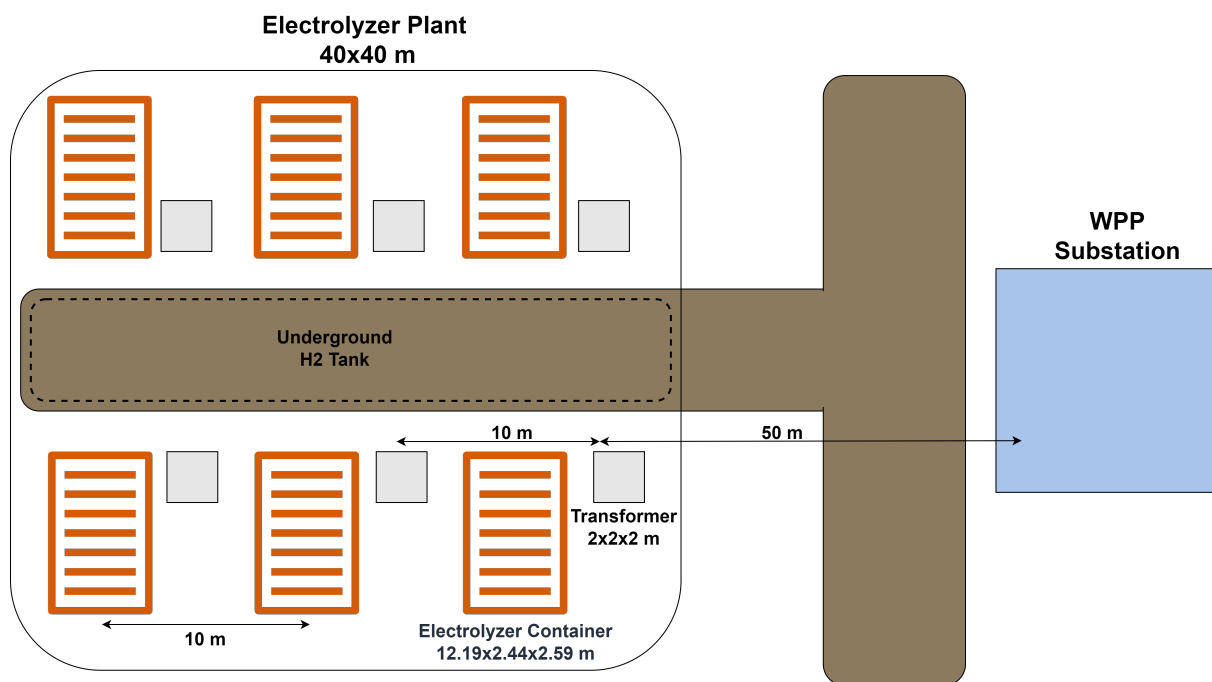 Electrolyzer Plant
40x40 m
WPP
Substation
Underground
H2 Tank
10 m
50 m
Transformer
2x2x2 m
10 m
Electrolyzer Container
12.19x2.44x2.59 m